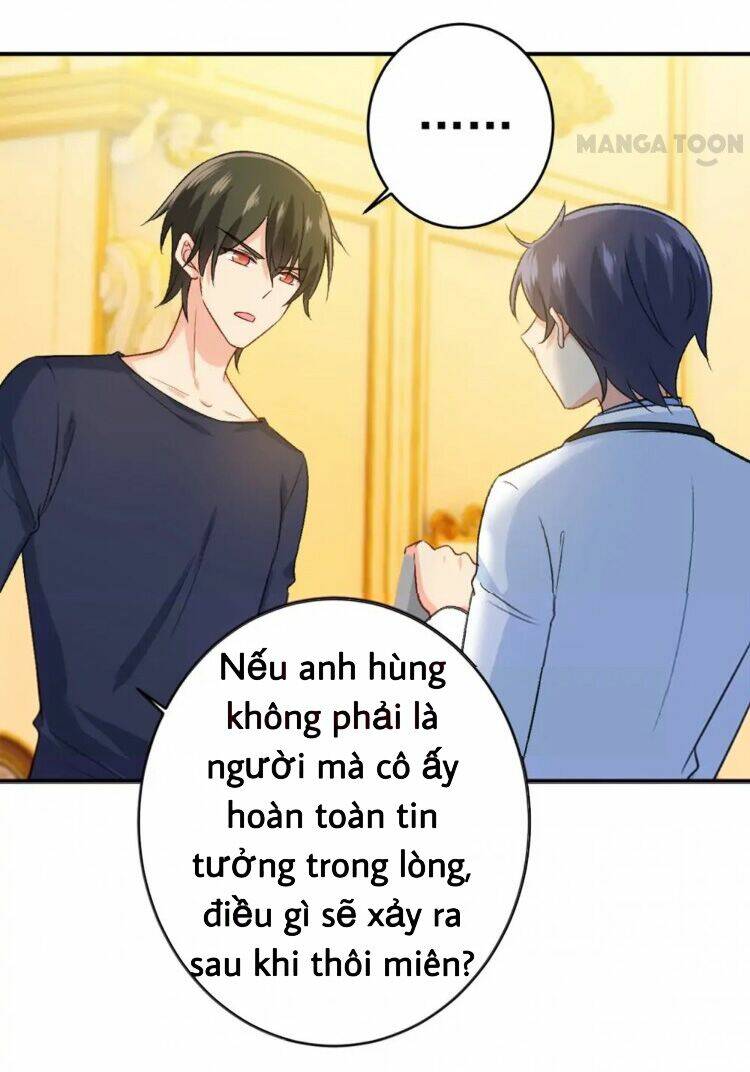 ......
MANGA TOON
Nếu anh hùng
không phải là
người mà cô ấy
hoàn toàn tin
tưởng trong lòng,
điều gì sẽ xảy ra
sau khi thôi miên?